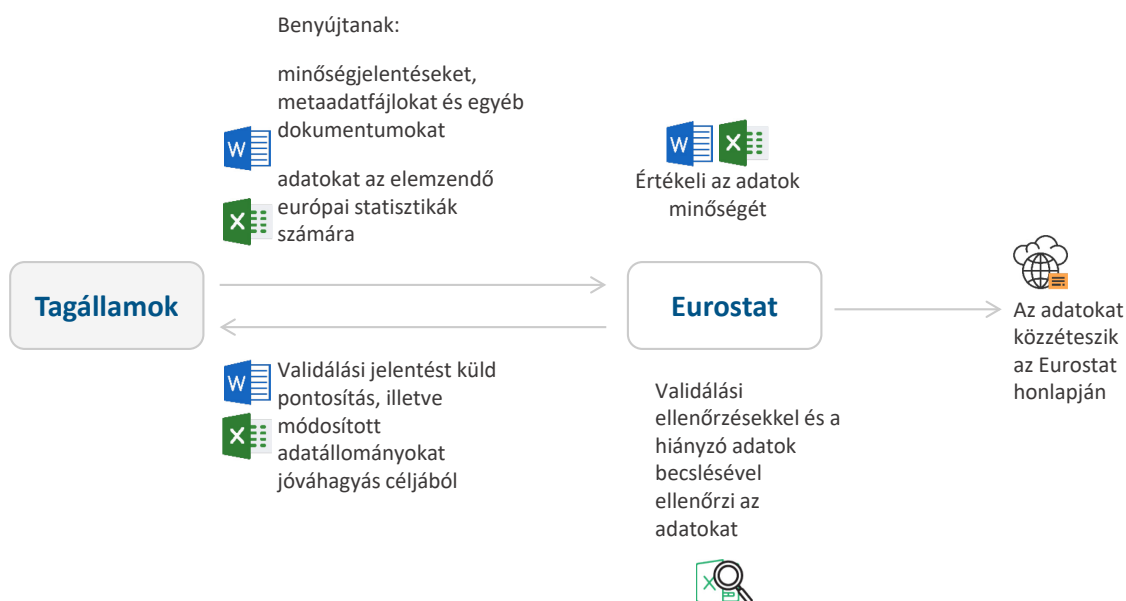 Benyújtanak:
minőségjelentéseket,
metaadatfájlokat és egyéb
dokumentumokat
adatokat az elemzendő
európai statisztikák
számára
Értékeli az adatok
minőségét
Tagállamok
Eurostat
Az adatokat
közzéteszik
az Eurostat
honlapján
Validálási jelentést küld
pontosítás, illetve
módosított
adatállományokat
jóváhagyás céljából
Validálási
ellenőrzésekkel és a
hiányzó adatok
becslésével
ellenőrzi az
adatokat